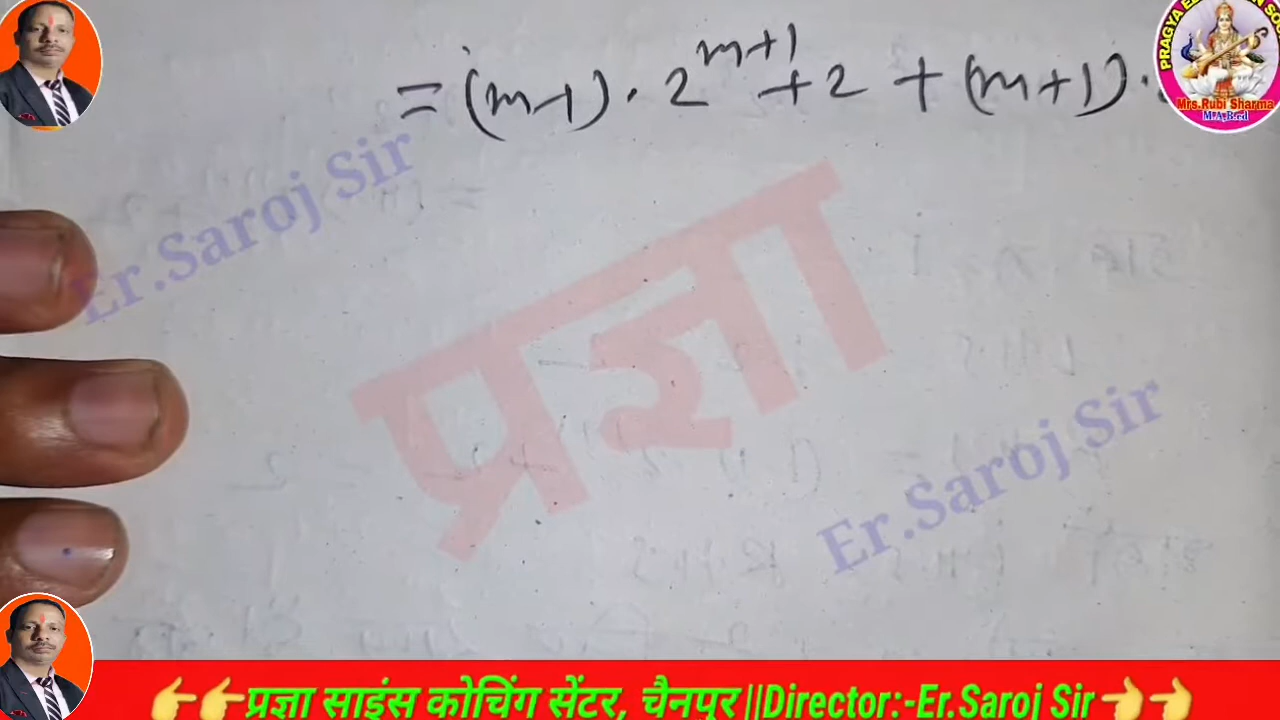 = (m-1) · 2^{m+1} + 2 + (m+1) ·
PRAGYA
Mrs.Rubi Sharma
M.A,B.ed
Er.Saroj Sir
प्रज्ञा
Er.Saroj Sir
👉👉प्रज्ञा साइंस कोचिंग सेंटर, चैनपुर||Director:-Er.Saroj Sir👈👈